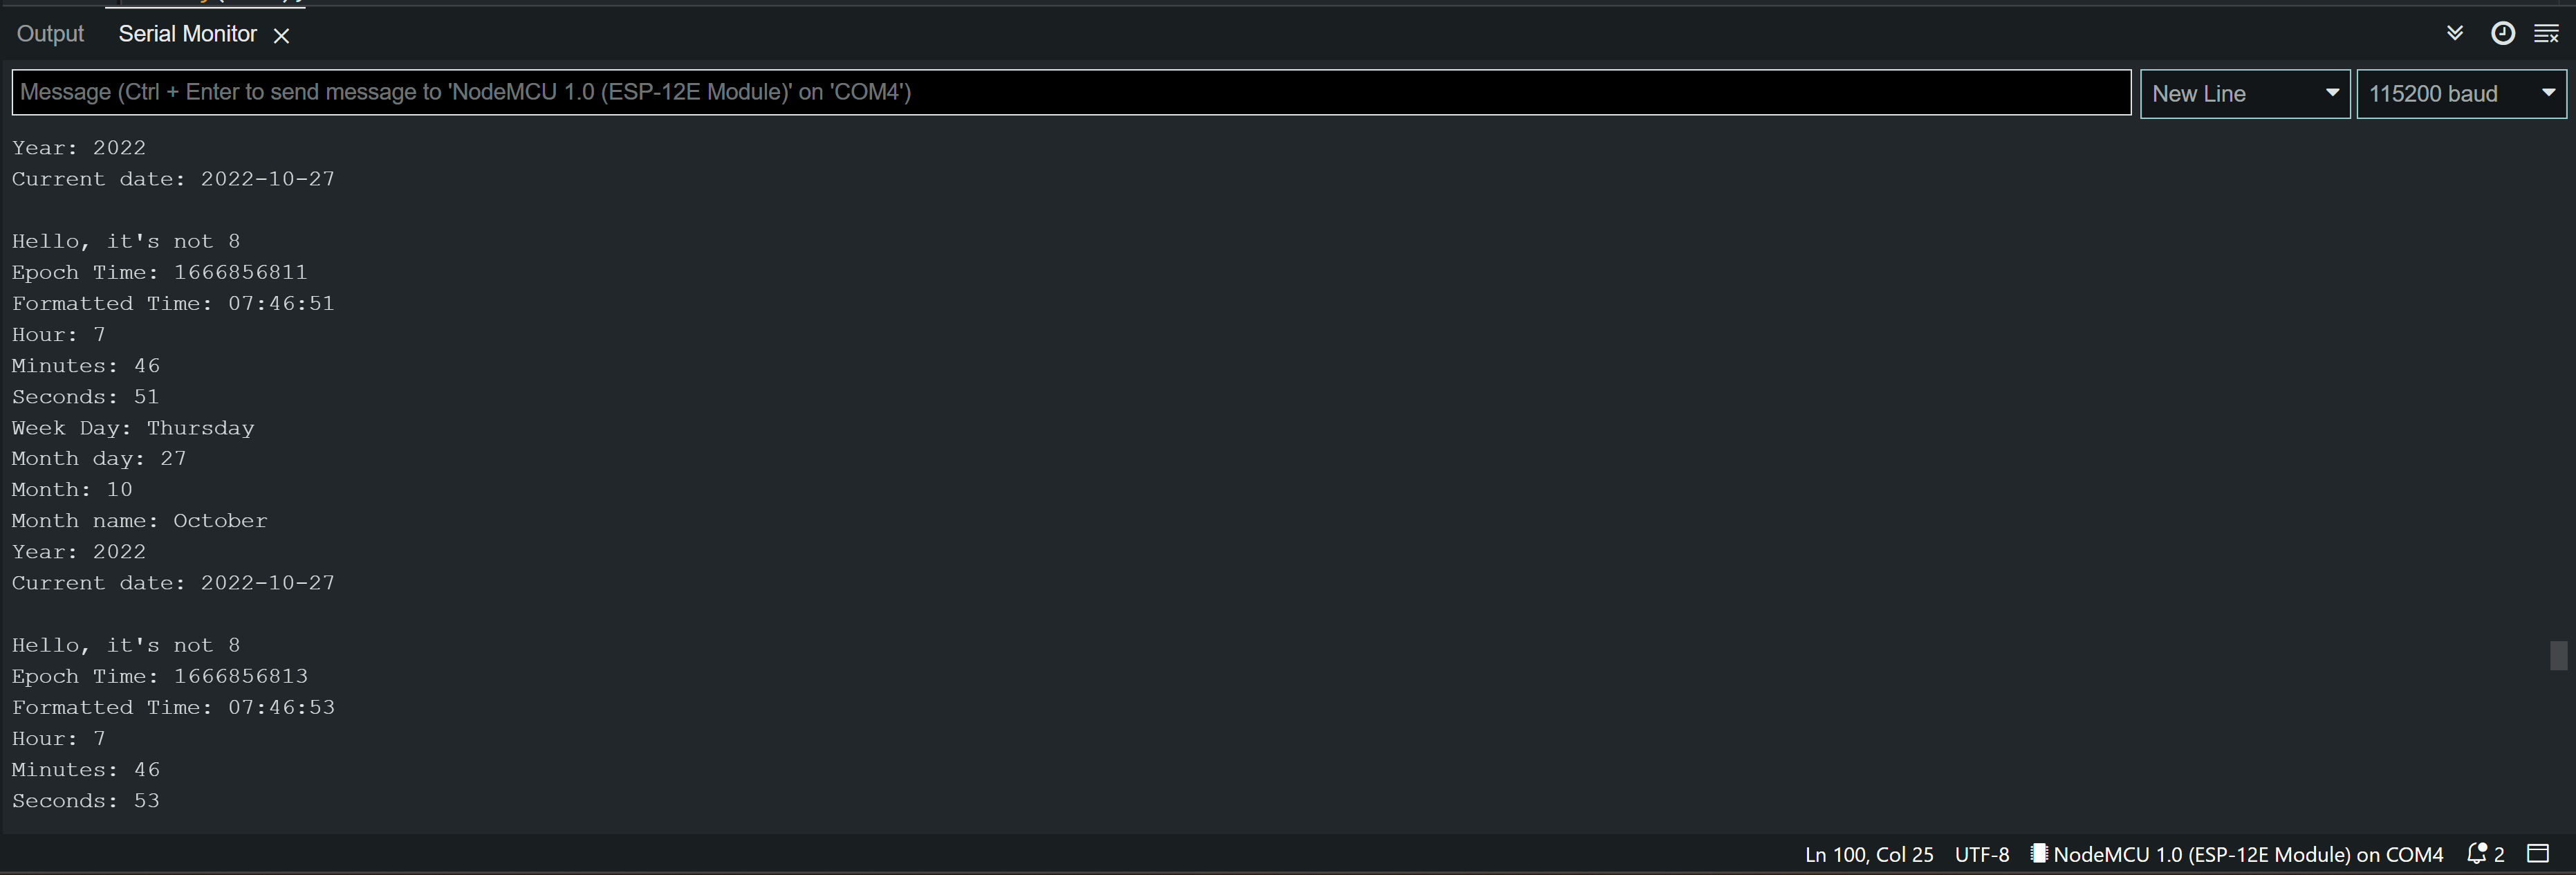 Output Serial Monitor
Message (Ctrl + Enter to send message to 'NodeMCU 1.0 (ESP-12E Module)' on 'COM4') New Line 115200 baud
Year: 2022
Current date: 2022-10-27
Hello, it's not 8
Epoch Time: 1666856811
Formatted Time: 07:46:51
Hour: 7
Minutes: 46
Seconds: 51
Week Day: Thursday
Month day: 27
Month: 10
Month name: October
Year: 2022
Current date: 2022-10-27
Hello, it's not 8
Epoch Time: 1666856813
Formatted Time: 07:46:53
Hour: 7
Minutes: 46
Seconds: 53
Ln 100, Col 25 UTF-8 NodeMCU 1.0 (ESP-12E Module) on COM4 2